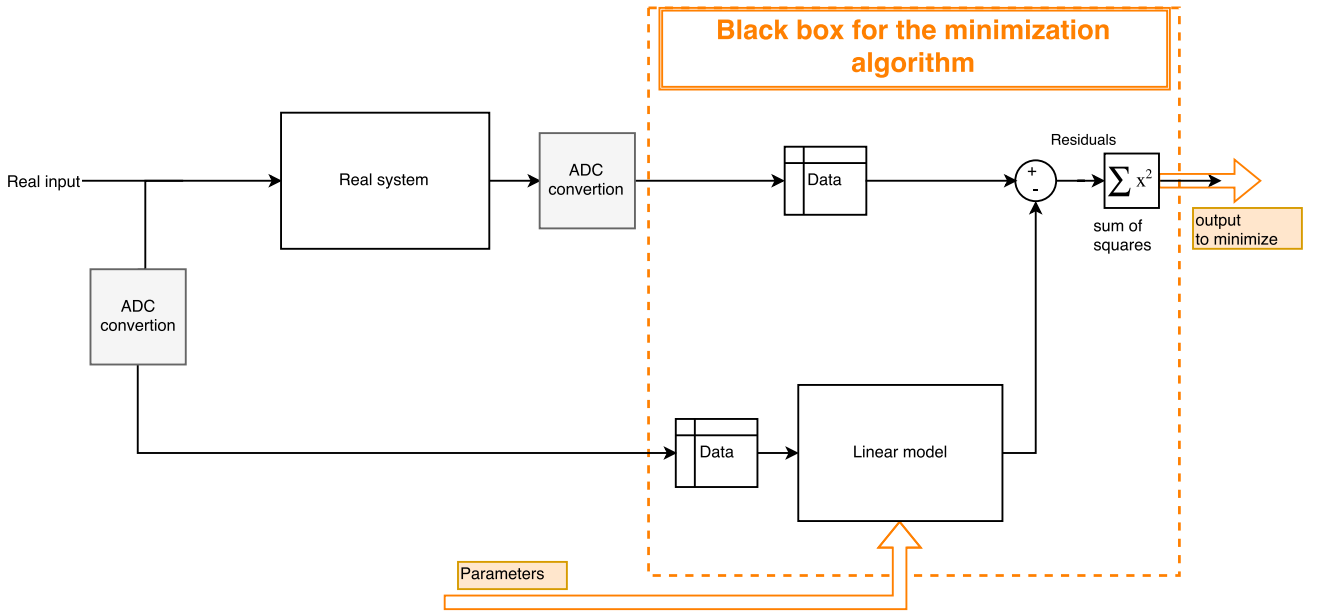 Black box for the minimization
algorithm
Real input
Real system
ADC
convertion
Data
+
-
Residuals
∑ x²
sum of
squares
output
to minimize
ADC
convertion
Data
Linear model
Parameters